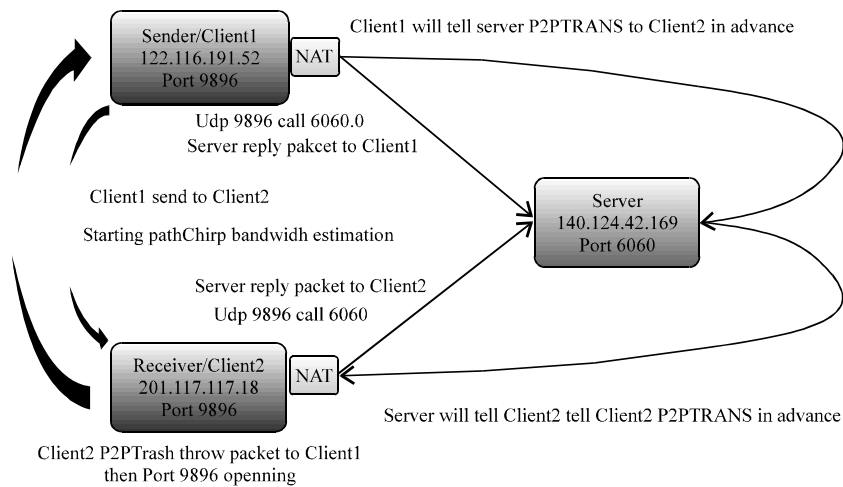 Client1 will tell server P2PTRANS to Client2 in advance
Sender/Client1
122.116.191.52
Port 9896
NAT
Udp 9896 call 6060.0
Server reply pakcet to Client1
Client1 send to Client2
Starting pathChirp bandwidh estimation
Server
140.124.42.169
Port 6060
Server reply packet to Client2
Udp 9896 call 6060
Receiver/Client2
201.117.117.18
Port 9896
NAT
Server will tell Client2 tell Client2 P2PTRANS in advance
Client2 P2PTrash throw packet to Client1
then Port 9896 openning